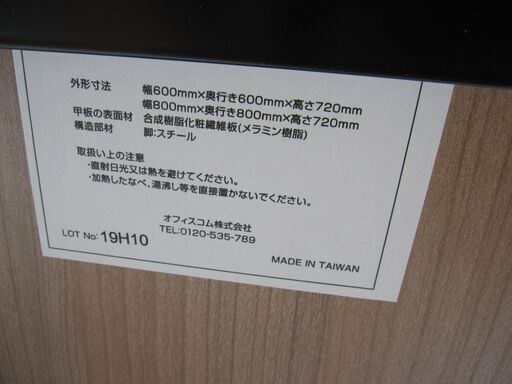 外形寸法 幅600mm×奥行き600mm×高さ720mm
幅800mm×奥行き800mm×高さ720mm
甲板の表面材 合成樹脂化粧繊維板(メラミン樹脂)
構造部材 脚:スチール
取扱い上の注意
・直射日光又は熱を避けてください。
・加熱したなべ、湯沸し等を直接置かないでください。
オフィスコム株式会社
TEL:0120-535-789
LOT No: 19H10
MADE IN TAIWAN